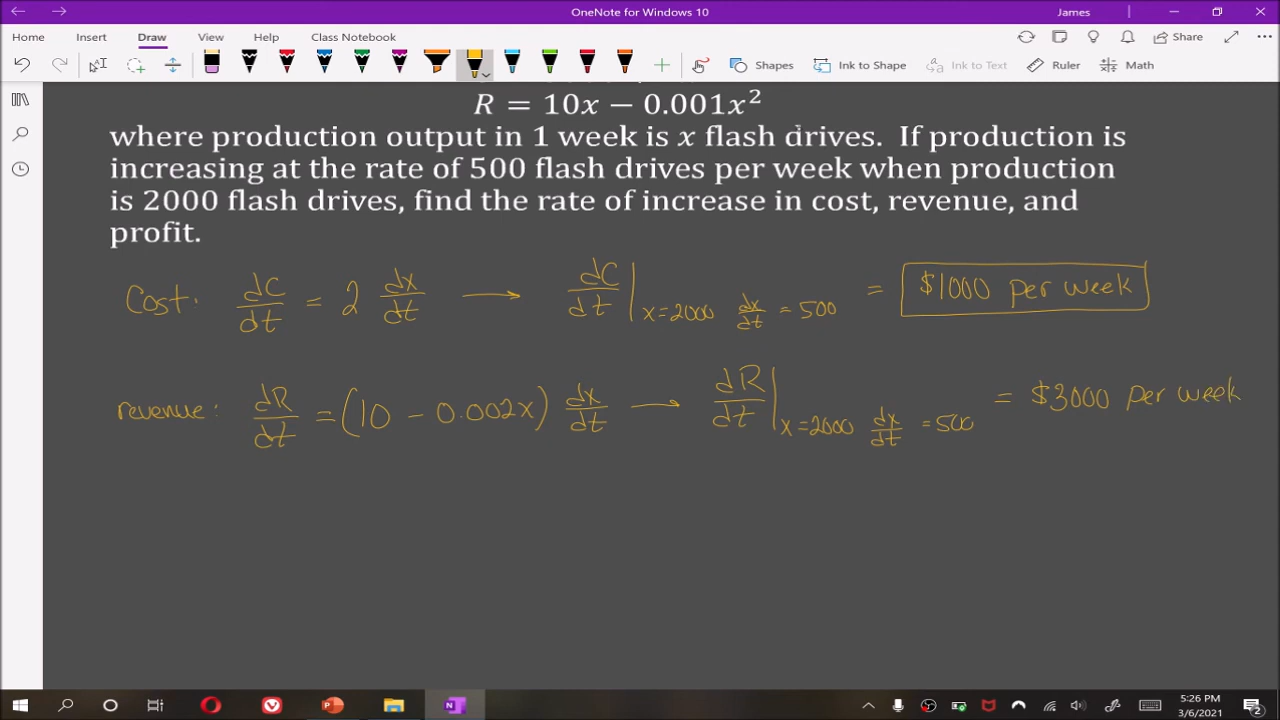 OneNote for Windows 10
James
Home Insert Draw View Help Class Notebook
Share
Shapes Ink to Shape Ink to Text Ruler Math
R = 10x − 0.001x²
where production output in 1 week is x flash drives. If production is
increasing at the rate of 500 flash drives per week when production
is 2000 flash drives, find the rate of increase in cost, revenue, and
profit.
Cost: dC/dt = 2 dx/dt → dC/dt | x=2000 dx/dt = 500 = $1000 per week
revenue: dR/dt = (10 − 0.002x) dx/dt → dR/dt | x=2000 dx/dt = 500 = $3000 per week
5:26 PM
3/6/2021
2